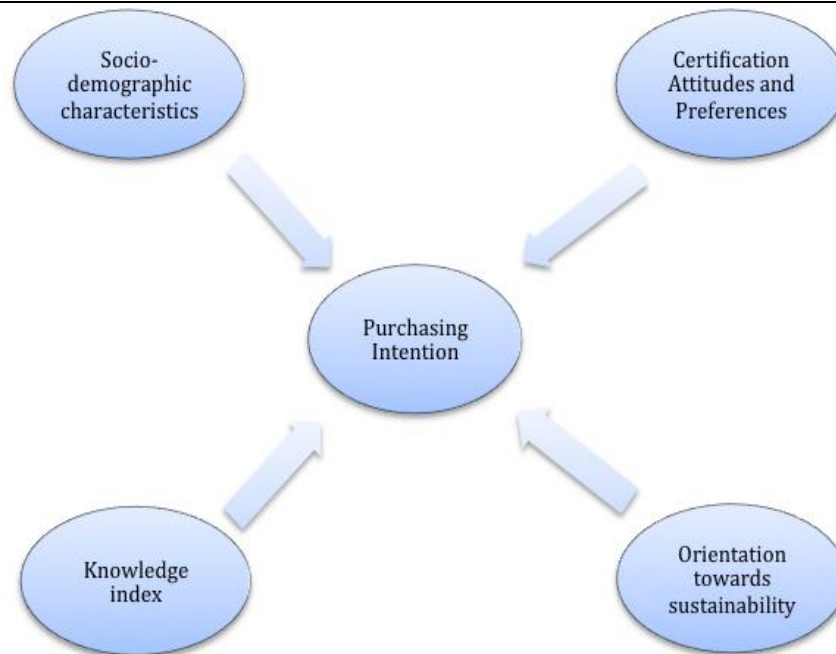 Socio-
demographic
characteristics
Certification
Attitudes and
Preferences
Purchasing
Intention
Knowledge
index
Orientation
towards
sustainability